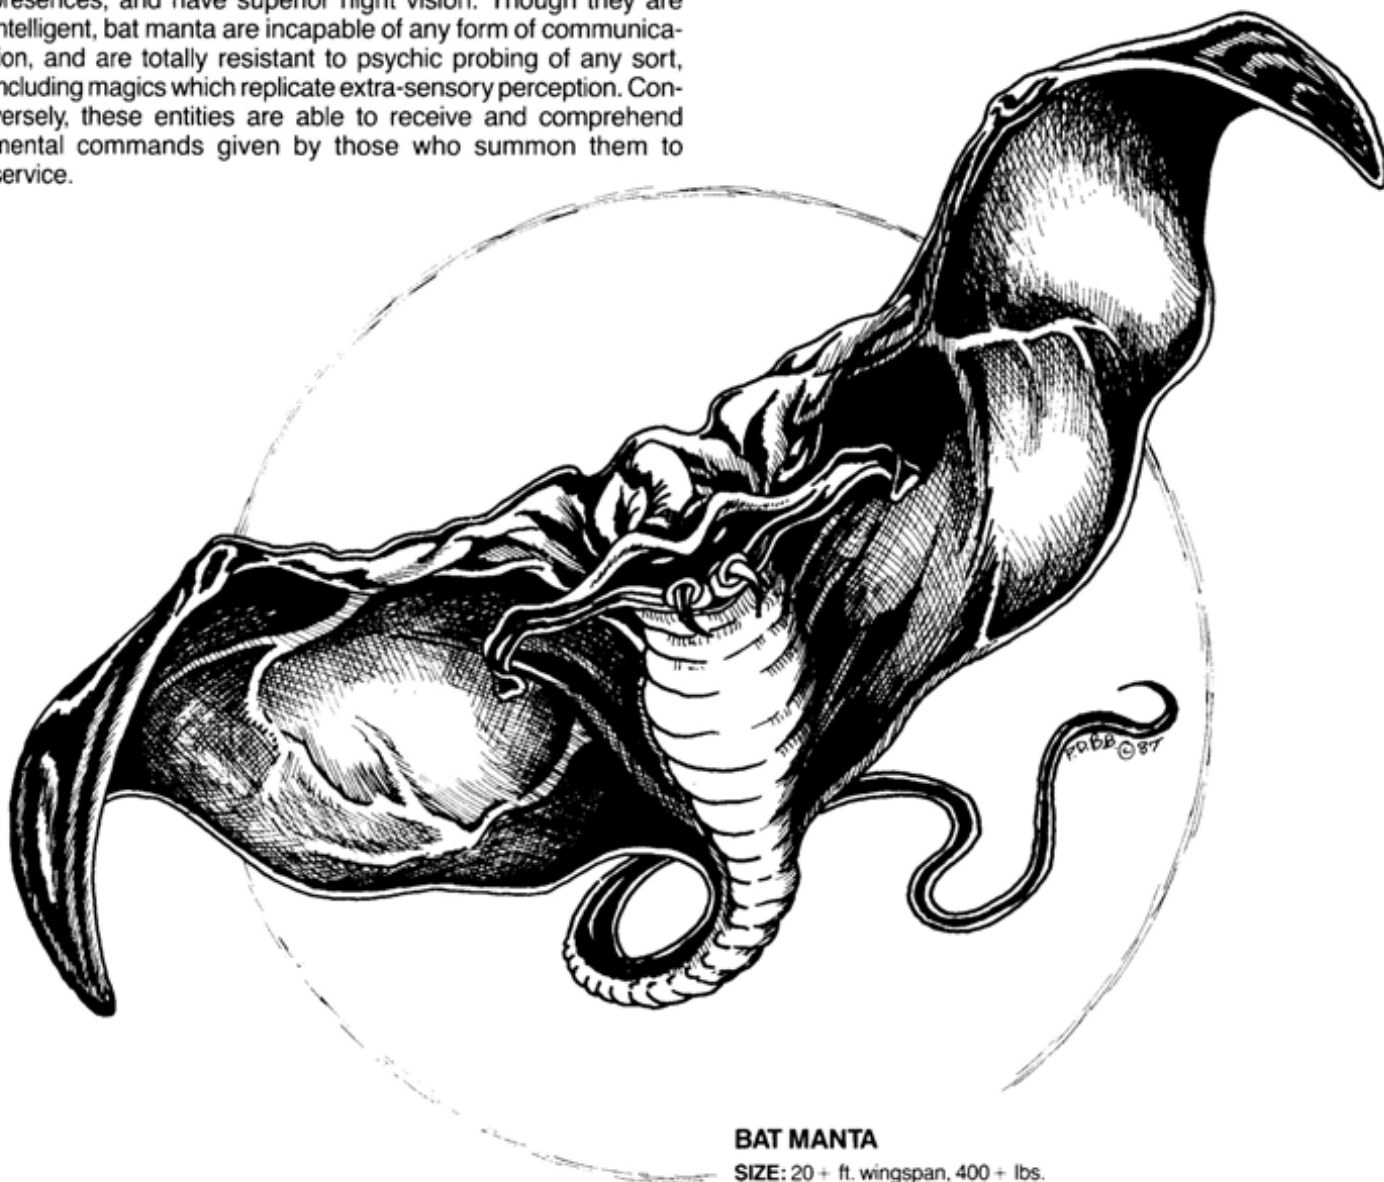 presences, and have superior night vision. Though they are
ntelligent, bat manta are incapable of any form of communica-
ion, and are totally resistant to psychic probing of any sort,
ncluding magics which replicate extra-sensory perception. Con-
versely, these entities are able to receive and comprehend
mental commands given by those who summon them to
service.
P.D.B.B. © 87
BAT MANTA
SIZE: 20 + ft. wingspan, 400 + lbs.